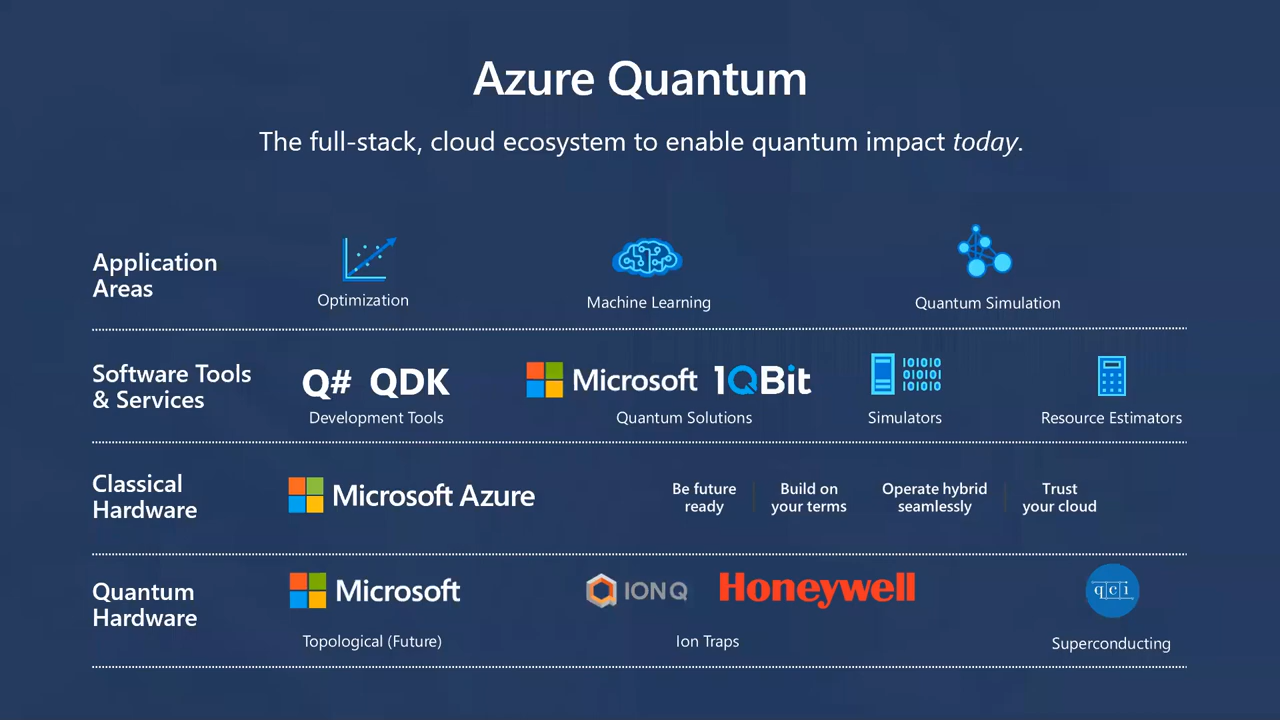 Azure Quantum
The full-stack, cloud ecosystem to enable quantum impact today.
Application
Areas
Optimization
Machine Learning
Quantum Simulation
Software Tools
& Services
Q# QDK
Development Tools
Microsoft 1QBit
Quantum Solutions
01010
01010
01010
Simulators
Resource Estimators
Classical
Hardware
Microsoft Azure
Be future
ready
Build on
your terms
Operate hybrid
seamlessly
Trust
your cloud
Quantum
Hardware
Microsoft
Topological (Future)
IONQ Honeywell
Ion Traps
qci
Superconducting